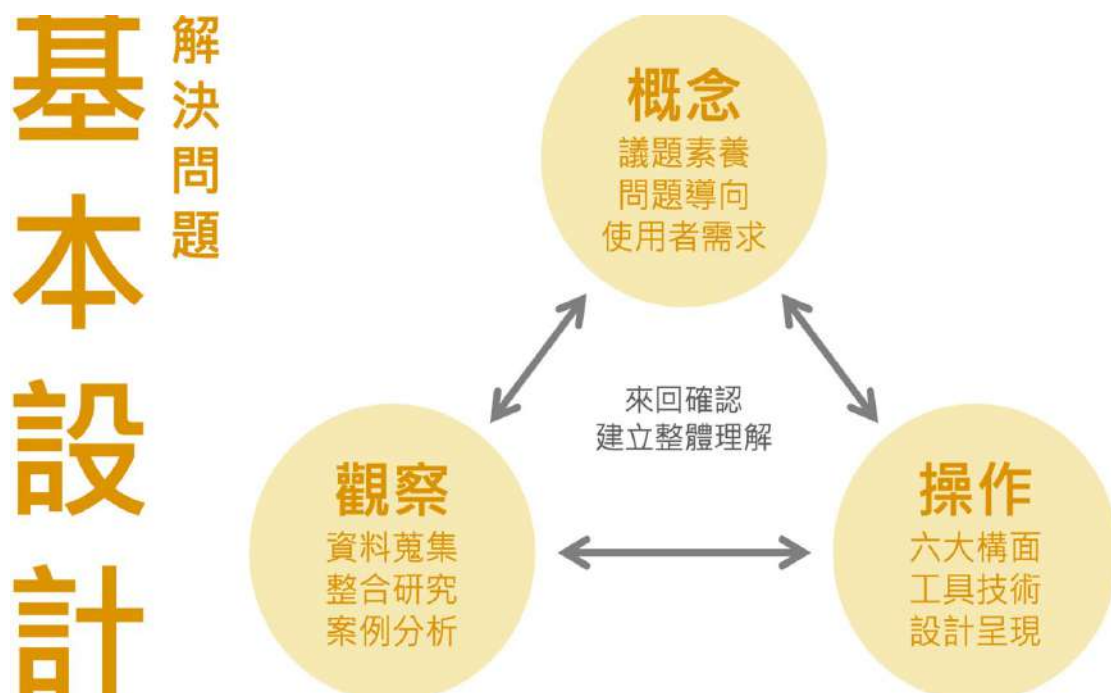 基本設計
解決問題
概念
議題素養
問題導向
使用者需求
來回確認
建立整體理解
觀察
資料蒐集
整合研究
案例分析
操作
六大構面
工具技術
設計呈現